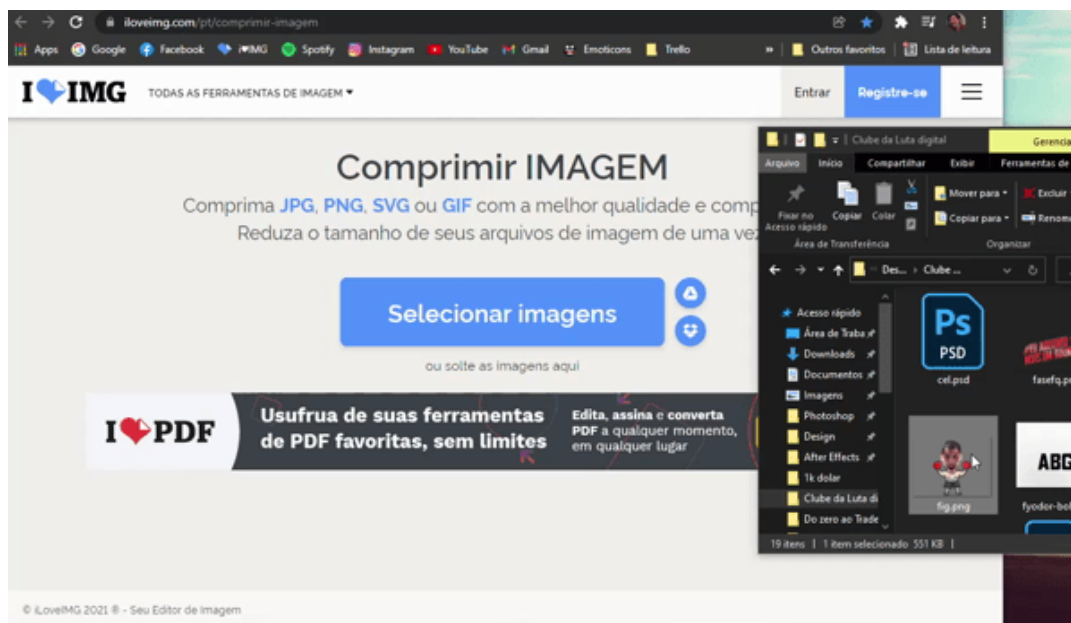 iloveimg.com/pt/comprimir-imagem
Apps Google Facebook I♥IMG Spotify Instagram YouTube Gmail Emoticons Trello » Outros favoritos Lista de leitura
I IMG TODAS AS FERRAMENTAS DE IMAGEM Entrar Registre-se
Comprimir IMAGEM
Comprima JPG, PNG, SVG ou GIF com a melhor qualidade e comp
Reduza o tamanho de seus arquivos de imagem de uma vez
Selecionar imagens
ou solte as imagens aqui
I PDF
Usufrua de suas ferramentas
de PDF favoritas, sem limites
Edita, assina e converta
PDF a qualquer momento,
em qualquer lugar
© iLoveIMG 2021 ® - Seu Editor de Imagem
Clube da Luta digital Gerencia
Arquivo Início Compartilhar Exibir Ferramentas de
Fixar no
Acesso rápido
Copiar Colar
Mover para Excluir
Copiar para Renome
Área de Transferência Organizar
Des... › Clube ...
Acesso rápido
Área de Traba
Downloads
Documentos
Imagens
Photoshop
Design
After Effects
1k dolar
Clube da Luta di
Do zero ao Trade
Ps
PSD
cel.psd
fasefq.p
fig.png
ABG
fyodor-bol
19 itens 1 item selecionado 551 KB